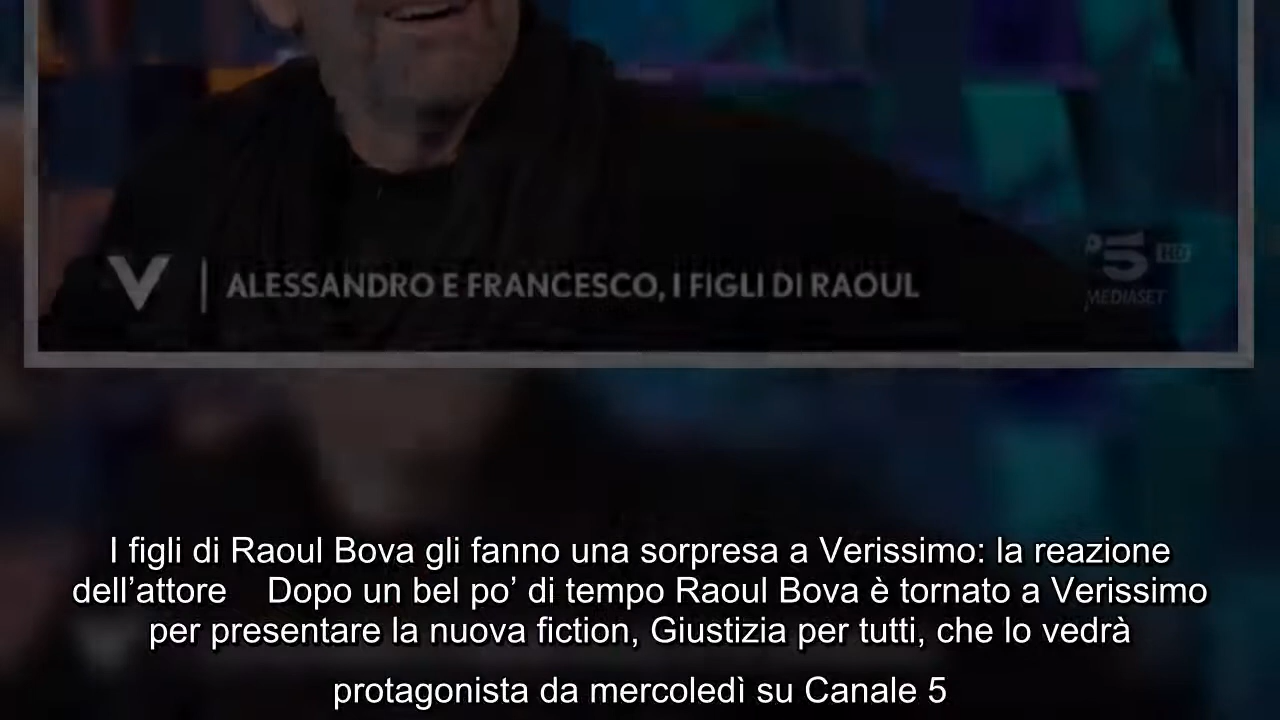 V | ALESSANDRO E FRANCESCO, I FIGLI DI RAOUL
5 HD
MEDIASET
I figli di Raoul Bova gli fanno una sorpresa a Verissimo: la reazione
dell’attore    Dopo un bel po’ di tempo Raoul Bova è tornato a Verissimo
per presentare la nuova fiction, Giustizia per tutti, che lo vedrà
protagonista da mercoledì su Canale 5